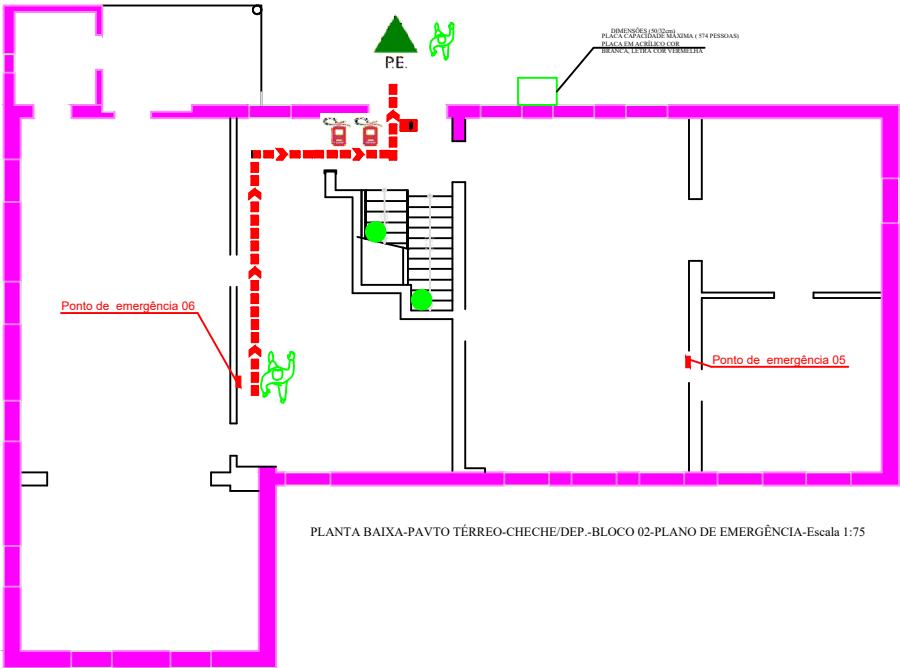 DIMENSÕES (50/32cm)
PLACA CAPACIDADE MÁXIMA ( 574 PESSOAS)
PLACA EM ACRÍLICO COR
BRANCA, LETRA COR VERMELHA
P.E.
Ponto de emergência 06
Ponto de emergência 05
PLANTA BAIXA-PAVTO TÉRREO-CHECHE/DEP.-BLOCO 02-PLANO DE EMERGÊNCIA-Escala 1:75